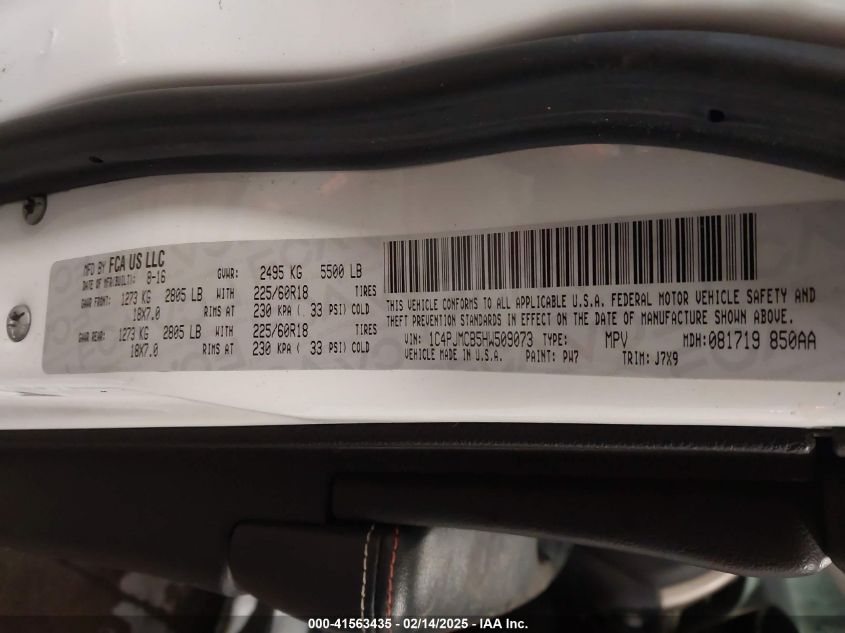 MFD BY FCA US LLC
DATE OF MFR(BUILT): 8-16 GVWR: 2495 KG 5500 LB
GAWR FRONT: 1273 KG 2805 LB WITH 225/60R18 TIRES
18X7.0 RIMS AT 230 KPA ( 33 PSI) COLD
GAWR REAR: 1273 KG 2805 LB WITH 225/60R18 TIRES
18X7.0 RIMS AT 230 KPA ( 33 PSI) COLD
THIS VEHICLE CONFORMS TO ALL APPLICABLE U.S.A. FEDERAL MOTOR VEHICLE SAFETY AND
THEFT PREVENTION STANDARDS IN EFFECT ON THE DATE OF MANUFACTURE SHOWN ABOVE.
VIN: 1C4PJMCB5HW509073 TYPE: MPV MDH: 081719 850AA
VEHICLE MADE IN U.S.A. PAINT: PW7 TRIM: J7X9
000-41563435 - 02/14/2025 - IAA Inc.